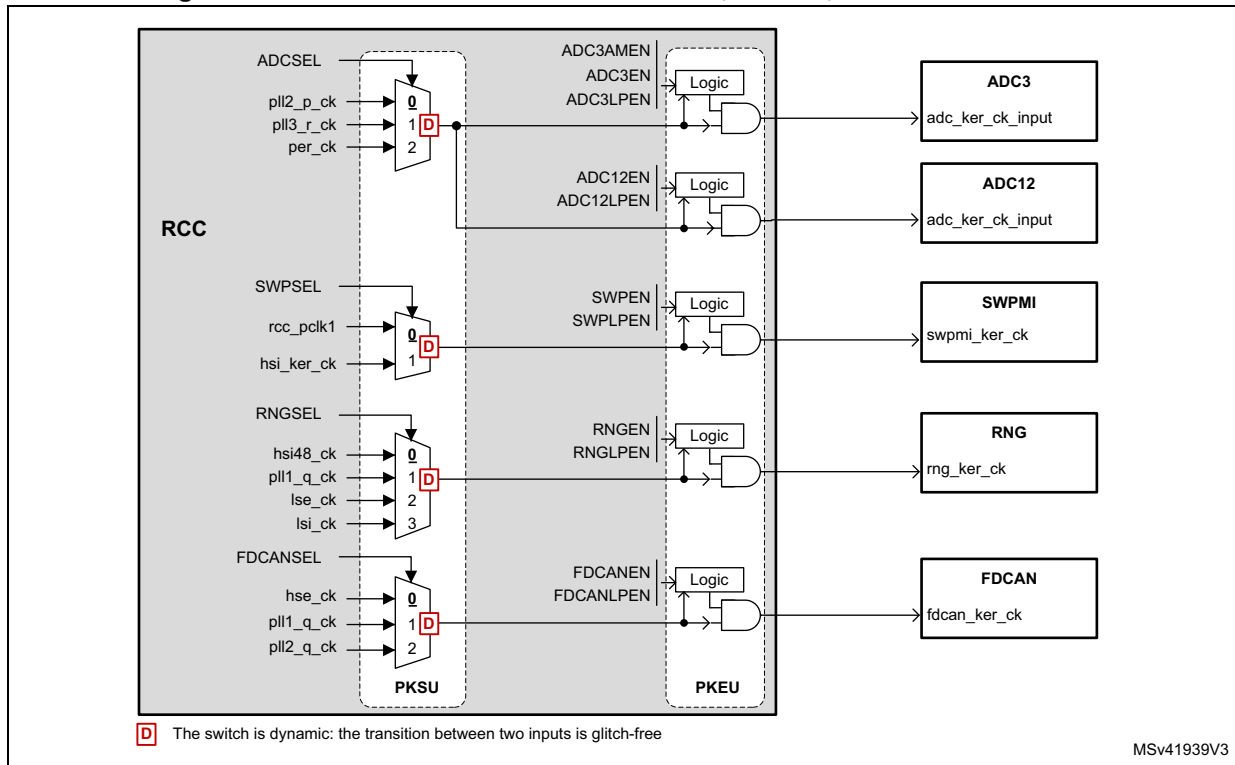 ADCSEL
pll2_p_ck
pll3_r_ck
per_ck
0
1
2
D
ADC3AMEN
ADC3EN
ADC3LPEN
Logic
ADC3
adc_ker_ck_input
ADC12EN
ADC12LPEN
Logic
ADC12
adc_ker_ck_input
RCC
SWPSEL
rcc_pclk1
hsi_ker_ck
0
1
D
SWPEN
SWPLPEN
Logic
SWPMI
swpmi_ker_ck
RNGSEL
hsi48_ck
pll1_q_ck
lse_ck
lsi_ck
0
1
2
3
D
RNGEN
RNGLPEN
Logic
RNG
rng_ker_ck
FDCANSEL
hse_ck
pll1_q_ck
pll2_q_ck
0
1
2
D
FDCANEN
FDCANLPEN
Logic
FDCAN
fdcan_ker_ck
PKSU
PKEU
D The switch is dynamic: the transition between two inputs is glitch-free
MSv41939V3